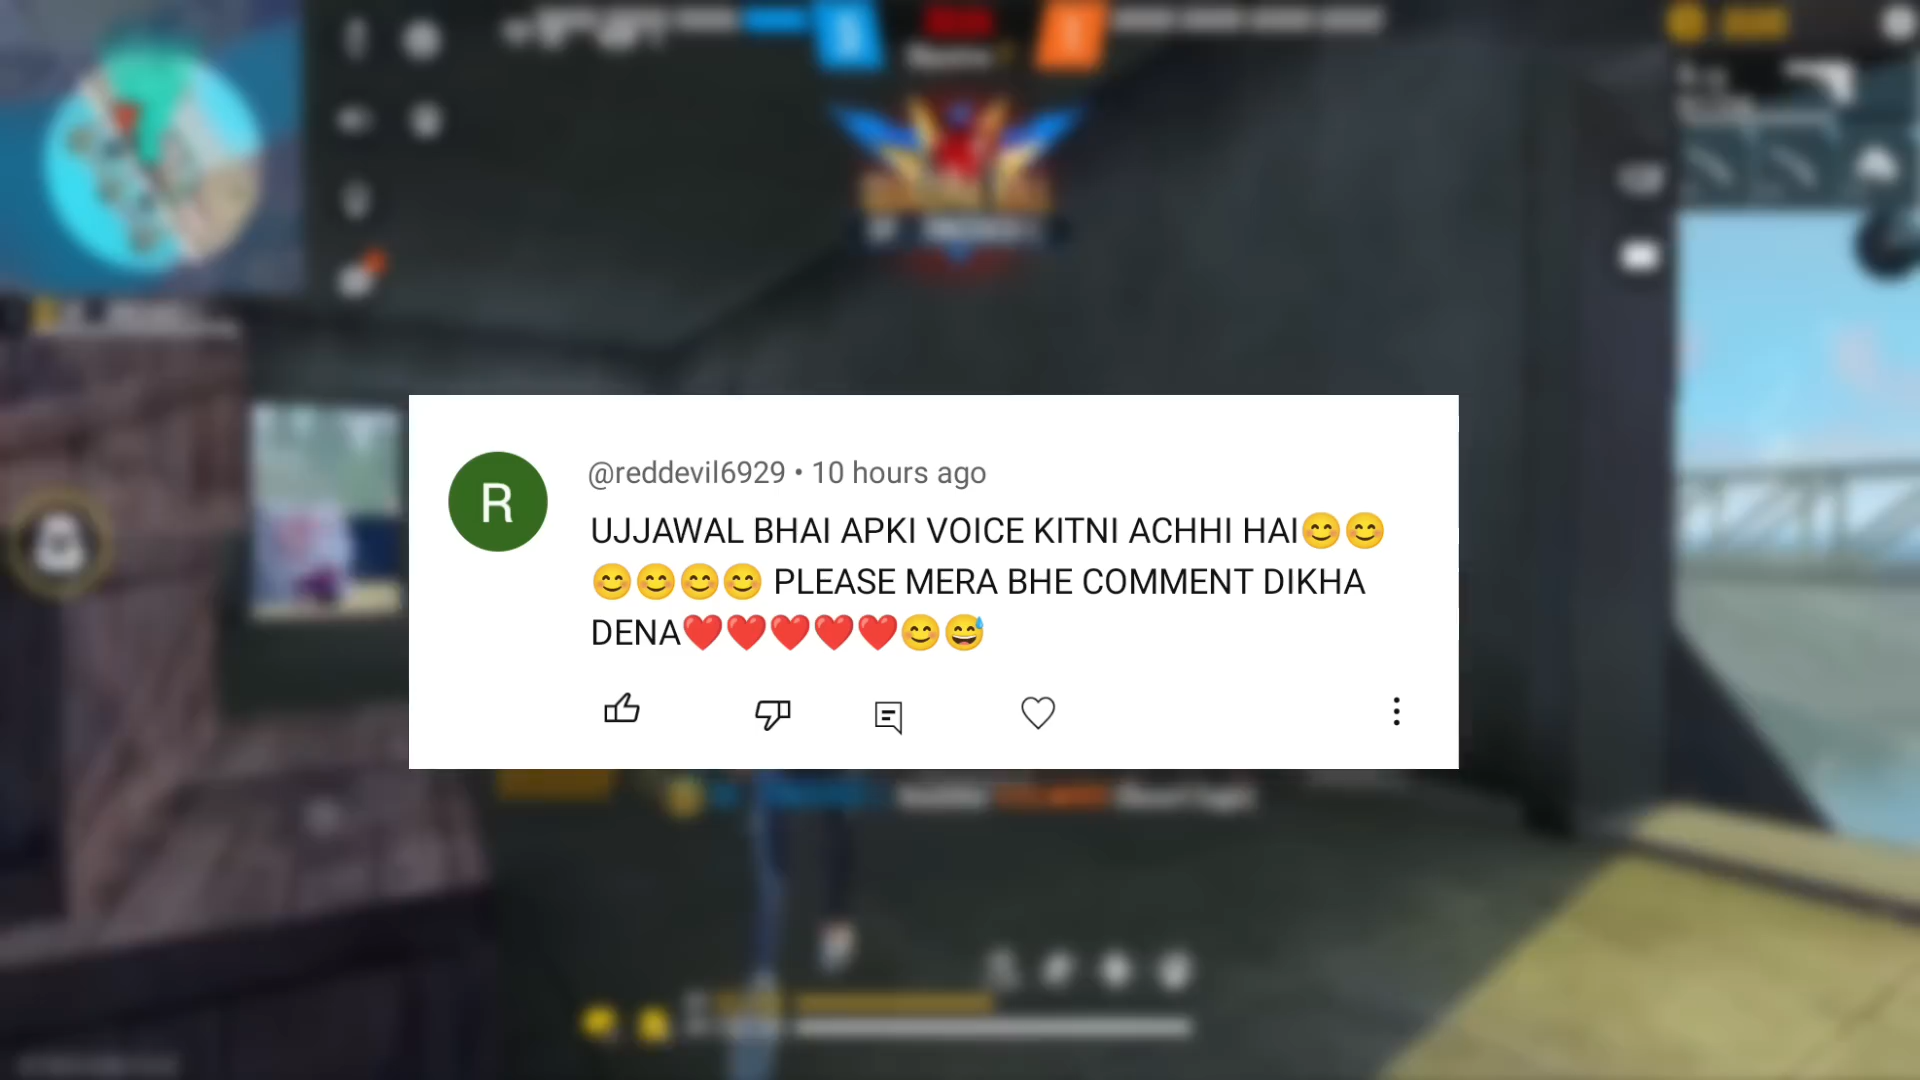 R
@reddevil6929 • 10 hours ago
UJJAWAL BHAI APKI VOICE KITNI ACHHI HAI😊😊
😊😊😊😊 PLEASE MERA BHE COMMENT DIKHA
DENA❤️❤️❤️❤️❤️😊😅